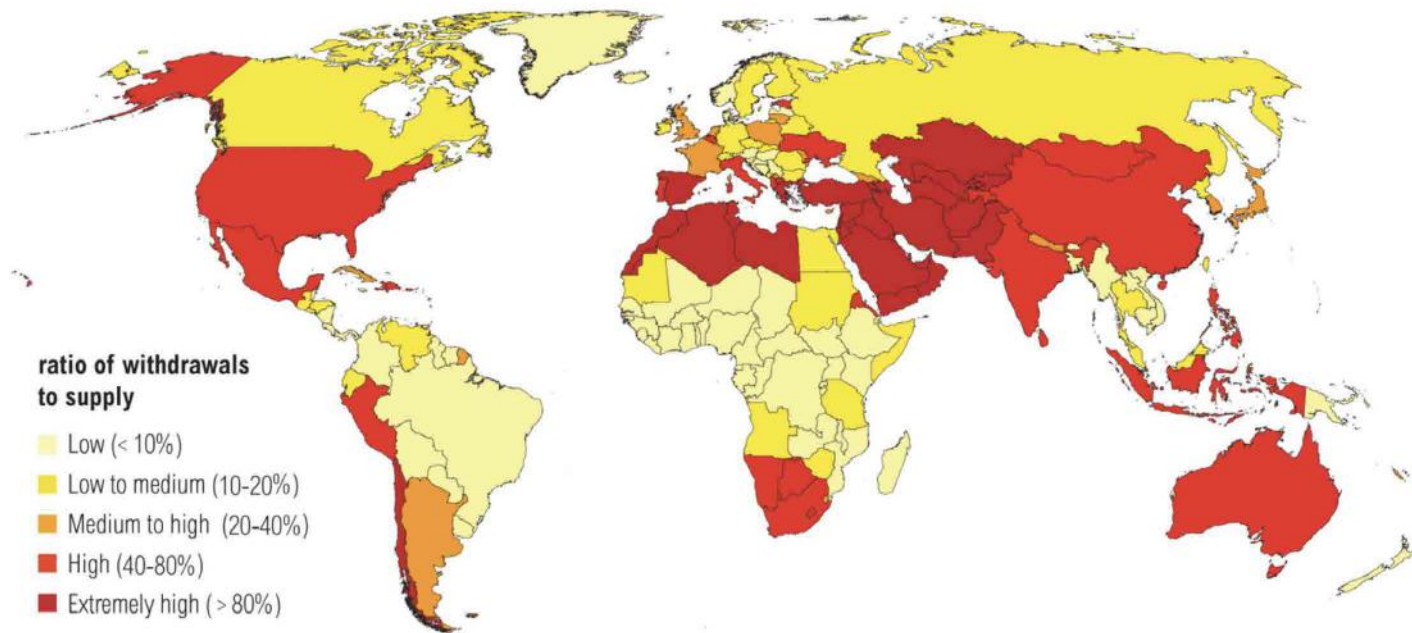 ratio of withdrawals
to supply
Low (< 10%)
Low to medium (10-20%)
Medium to high (20-40%)
High (40-80%)
Extremely high (> 80%)